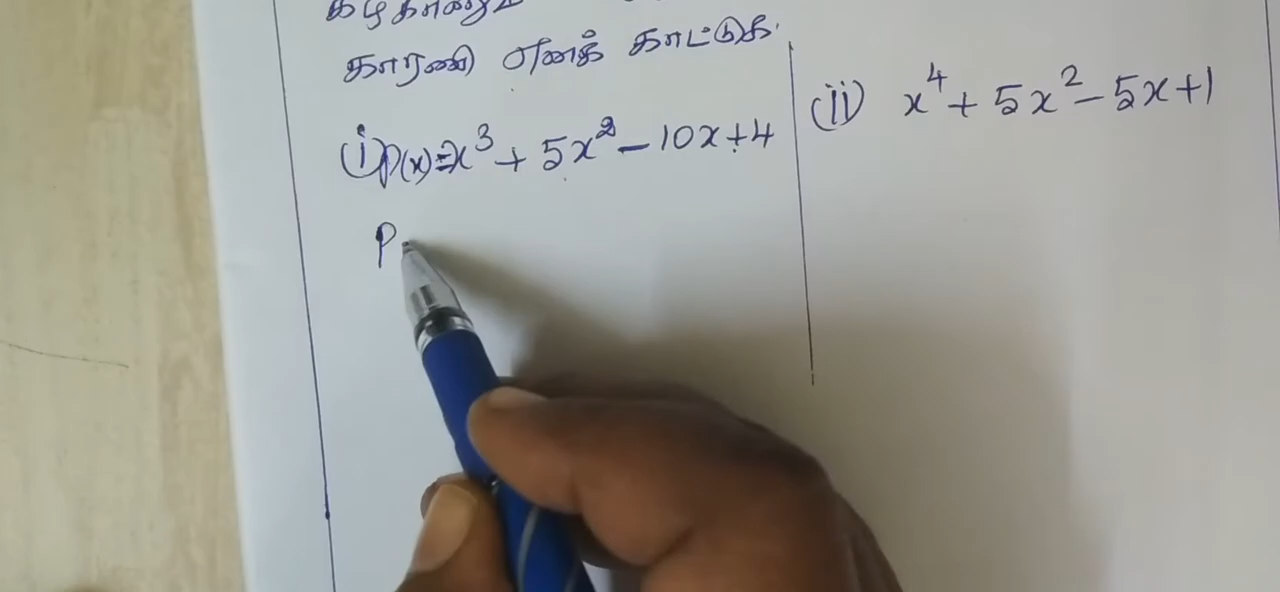 காரணி எனக் காட்டுக.
(i) p(x)=x³ + 5x² - 10x + 4
(ii) x⁴ + 5x² - 5x + 1
P